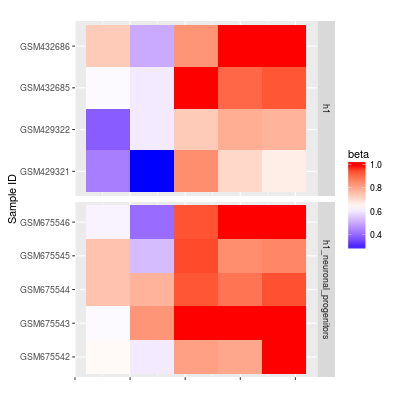 Sample ID
GSM432686
GSM432685
GSM429322
GSM429321
h1
GSM675546
GSM675545
GSM675544
GSM675543
GSM675542
h1_neuronal_progenitors
beta
1.0
0.8
0.6
0.4